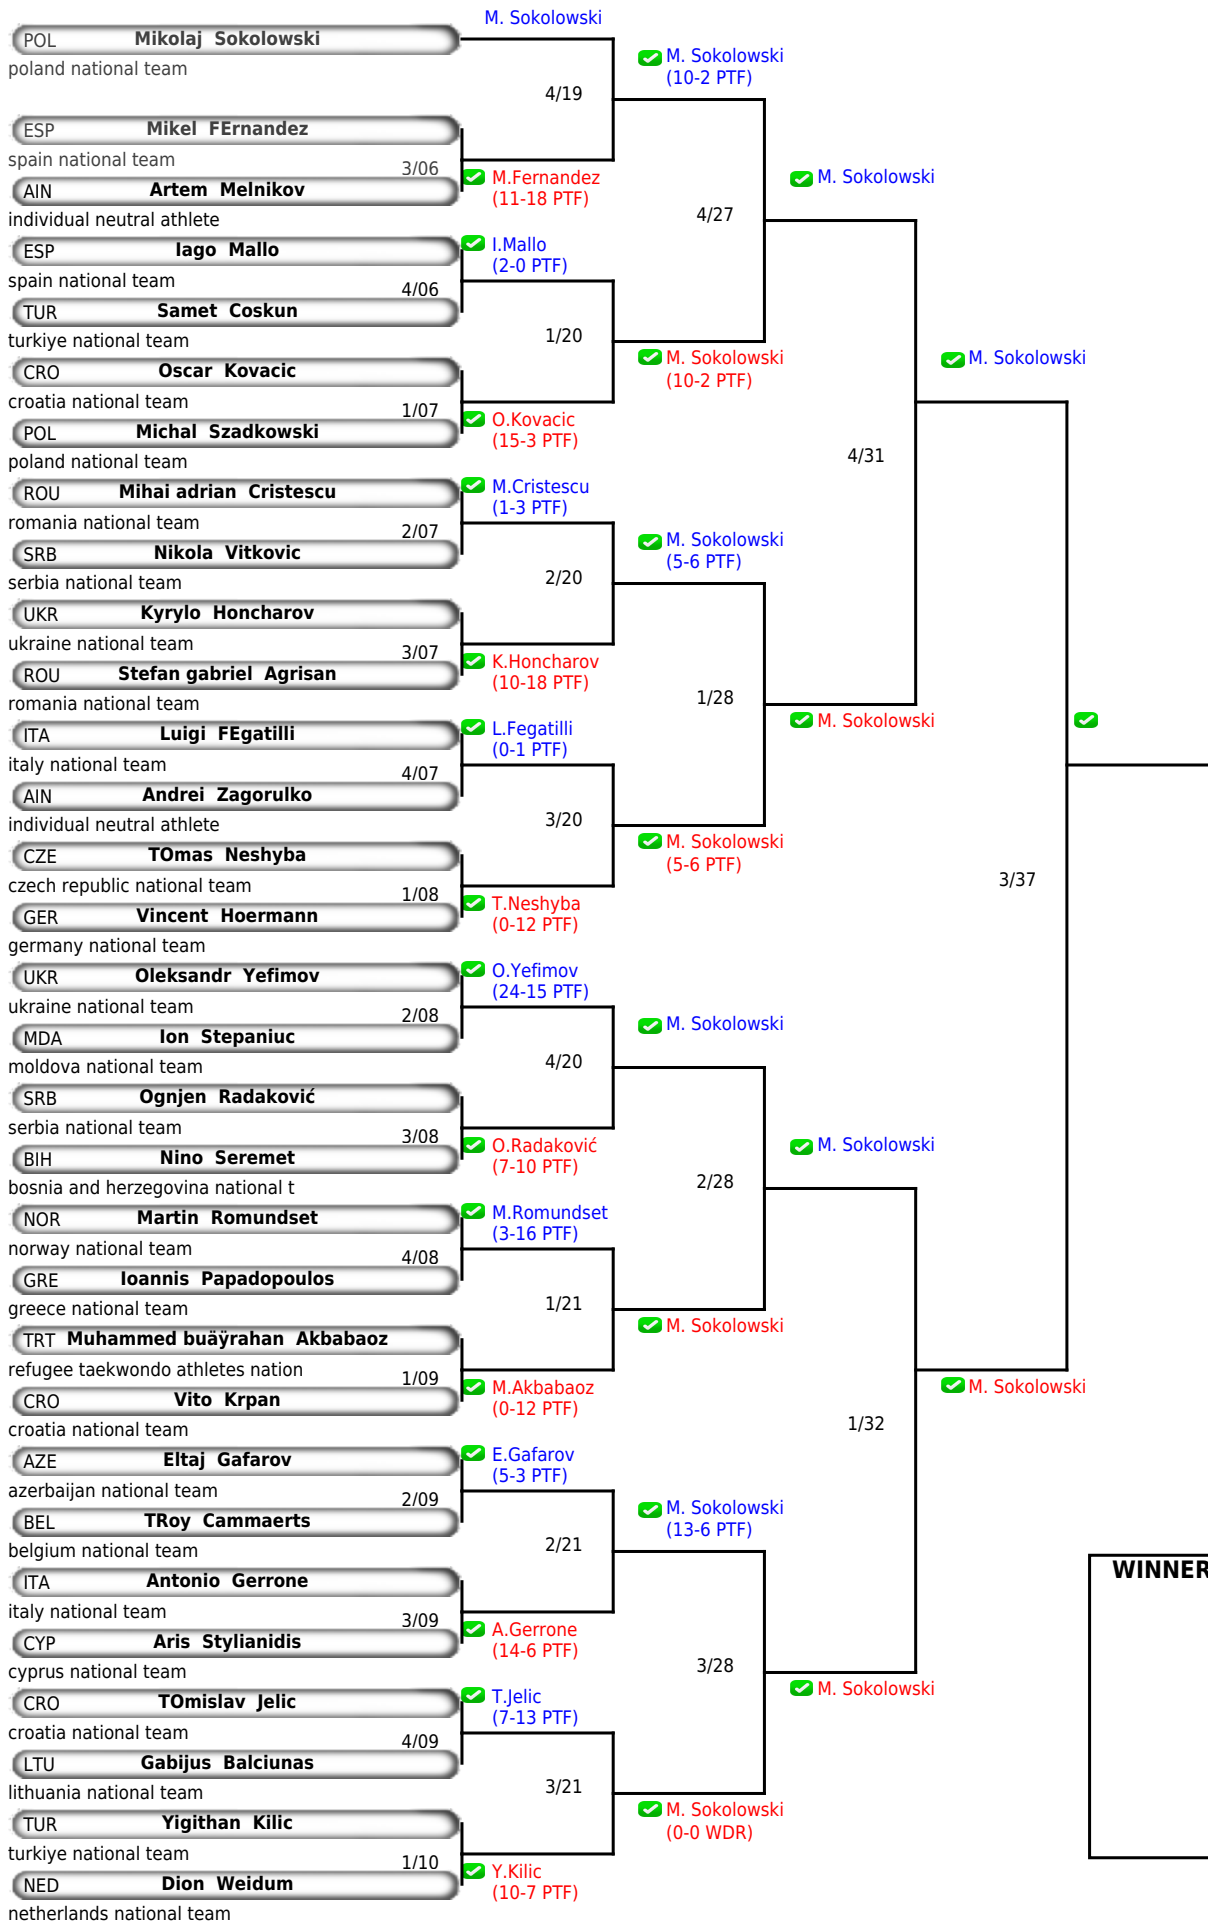 M. Sokolowski
POL Mikolaj Sokolowski
poland national team
M. Sokolowski
(10-2 PTF)
4/19
ESP Mikel FErnandez
spain national team
3/06
AIN Artem Melnikov
individual neutral athlete
M.Fernandez
(11-18 PTF)
M. Sokolowski
4/27
ESP Iago Mallo
spain national team
4/06
TUR Samet Coskun
turkiye national team
I.Mallo
(2-0 PTF)
1/20
M. Sokolowski
(10-2 PTF)
M. Sokolowski
CRO Oscar Kovacic
croatia national team
1/07
POL Michal Szadkowski
poland national team
O.Kovacic
(15-3 PTF)
4/31
ROU Mihai adrian Cristescu
romania national team
2/07
SRB Nikola Vitkovic
serbia national team
M.Cristescu
(1-3 PTF)
M. Sokolowski
(5-6 PTF)
2/20
UKR Kyrylo Honcharov
ukraine national team
3/07
ROU Stefan gabriel Agrisan
romania national team
K.Honcharov
(10-18 PTF)
1/28
M. Sokolowski
ITA Luigi FEgatilli
italy national team
4/07
AIN Andrei Zagorulko
individual neutral athlete
L.Fegatilli
(0-1 PTF)
3/20
M. Sokolowski
(5-6 PTF)
CZE TOmas Neshyba
czech republic national team
1/08
GER Vincent Hoermann
germany national team
T.Neshyba
(0-12 PTF)
3/37
UKR Oleksandr Yefimov
ukraine national team
2/08
MDA Ion Stepaniuc
moldova national team
O.Yefimov
(24-15 PTF)
M. Sokolowski
4/20
SRB Ognjen Radaković
serbia national team
3/08
BIH Nino Seremet
bosnia and herzegovina national t
O.Radaković
(7-10 PTF)
M. Sokolowski
2/28
NOR Martin Romundset
norway national team
4/08
GRE Ioannis Papadopoulos
greece national team
M.Romundset
(3-16 PTF)
1/21
M. Sokolowski
TRT Muhammed buäÿrahan Akbabaoz
refugee taekwondo athletes nation
1/09
CRO Vito Krpan
croatia national team
M.Akbabaoz
(0-12 PTF)
M. Sokolowski
1/32
AZE Eltaj Gafarov
azerbaijan national team
2/09
BEL TRoy Cammaerts
belgium national team
E.Gafarov
(5-3 PTF)
M. Sokolowski
(13-6 PTF)
2/21
ITA Antonio Gerrone
italy national team
3/09
CYP Aris Stylianidis
cyprus national team
A.Gerrone
(14-6 PTF)
3/28
M. Sokolowski
WINNER
CRO TOmislav Jelic
croatia national team
4/09
LTU Gabijus Balciunas
lithuania national team
T.Jelic
(7-13 PTF)
3/21
M. Sokolowski
(0-0 WDR)
TUR Yigithan Kilic
turkiye national team
1/10
NED Dion Weidum
netherlands national team
Y.Kilic
(10-7 PTF)